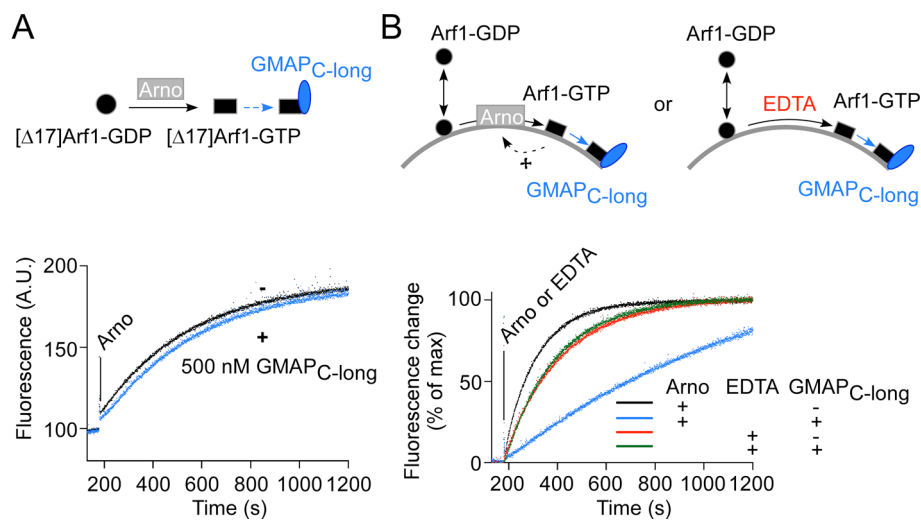 A
GMAPC-long
Arno
[Δ17]Arf1-GDP [Δ17]Arf1-GTP
200
150
100
Fluorescence (A.U.)
Arno
-
+
500 nM GMAPC-long
200 400 600 800 1000 1200
Time (s)
B
Arf1-GDP
Arno
Arf1-GTP
+
GMAPC-long
or
Arf1-GDP
EDTA
Arf1-GTP
GMAPC-long
Fluorescence change
(% of max)
100
50
0
Arno or EDTA
Arno EDTA GMAPC-long
+ -
+ +
+ -
+ +
200 400 600 800 1000 1200
Time (s)